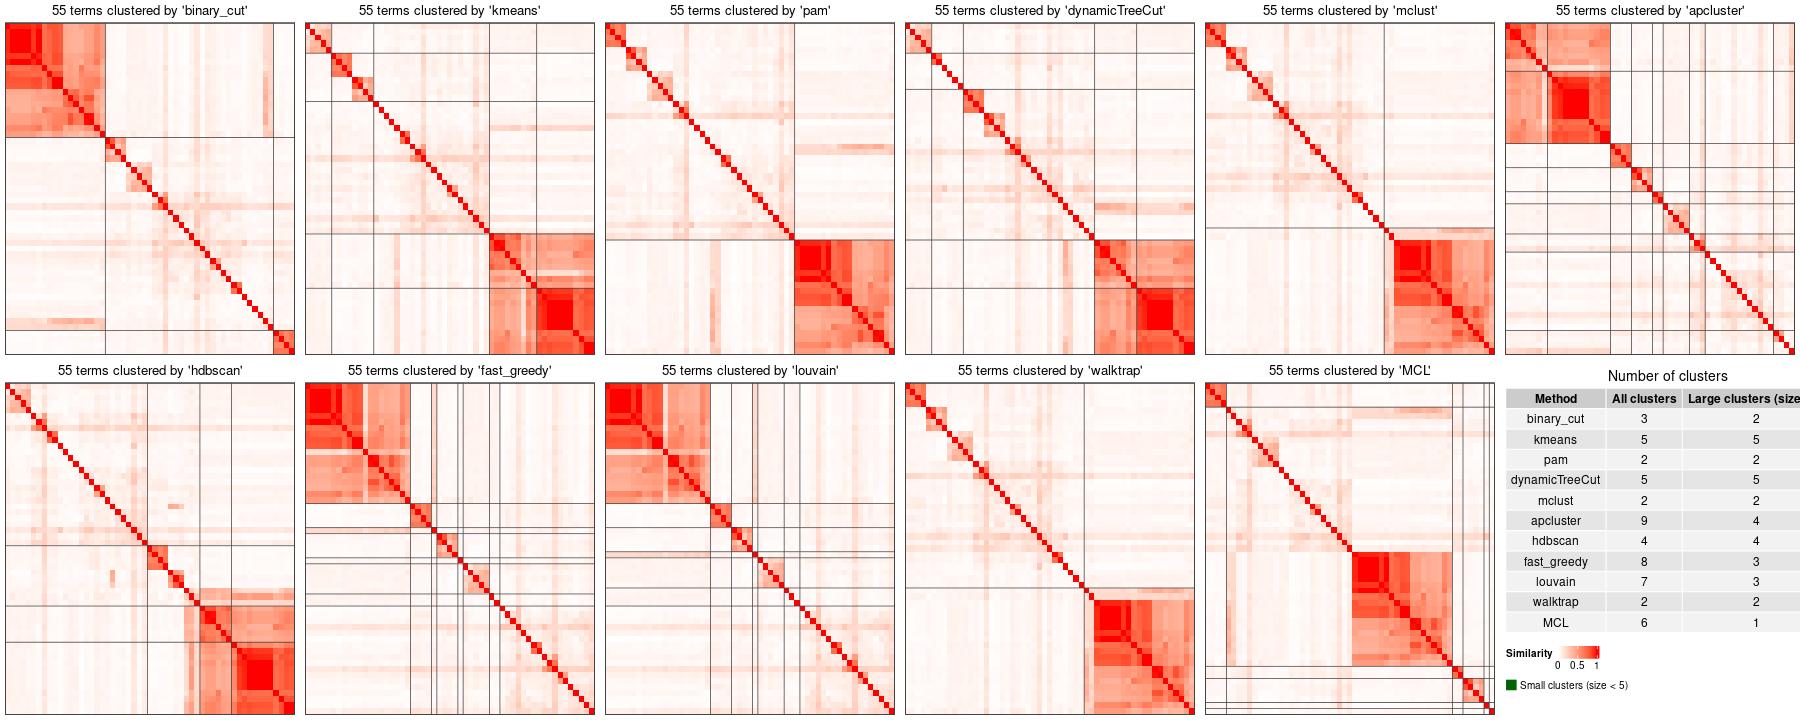 55 terms clustered by 'binary_cut'
55 terms clustered by 'kmeans'
55 terms clustered by 'pam'
55 terms clustered by 'dynamicTreeCut'
55 terms clustered by 'mclust'
55 terms clustered by 'apcluster'
55 terms clustered by 'hdbscan'
55 terms clustered by 'fast_greedy'
55 terms clustered by 'louvain'
55 terms clustered by 'walktrap'
55 terms clustered by 'MCL'
Number of clusters
Method All clusters Large clusters (size
binary_cut 3 2
kmeans 5 5
pam 2 2
dynamicTreeCut 5 5
mclust 2 2
apcluster 9 4
hdbscan 4 4
fast_greedy 8 3
louvain 7 3
walktrap 2 2
MCL 6 1
Similarity
0 0.5 1
Small clusters (size < 5)